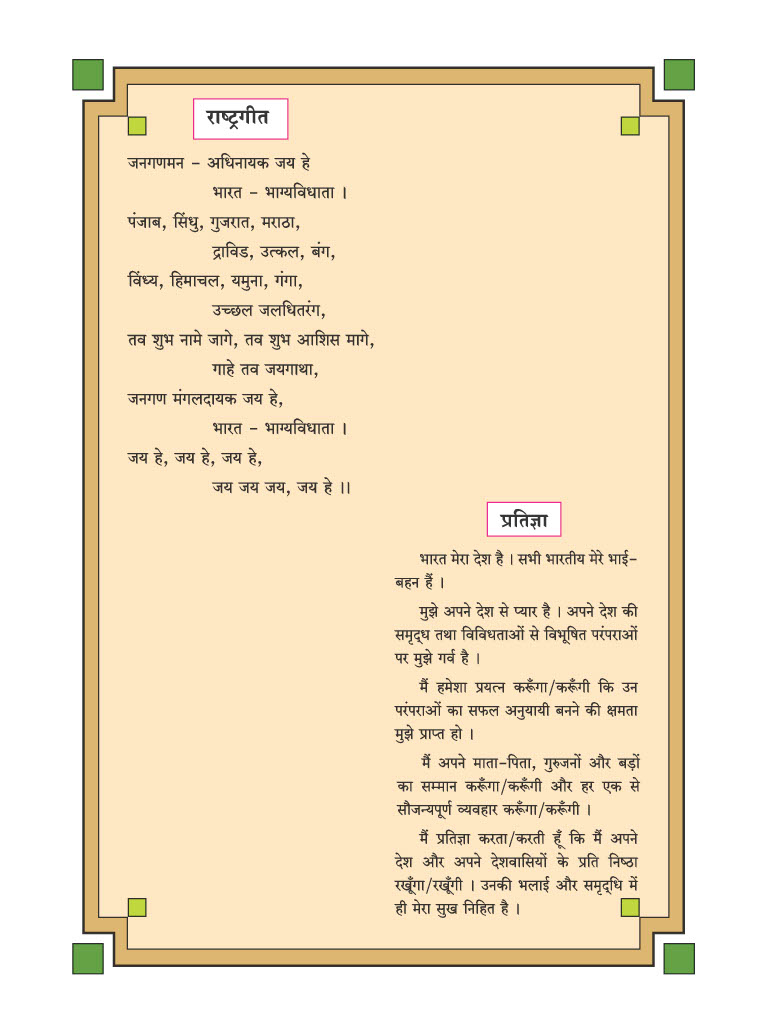 राष्ट्रगीत
जनगणमन – अधिनायक जय हे
भारत – भाग्यविधाता ।
पंजाब, सिंधु, गुजरात, मराठा,
द्राविड, उत्कल, बंग,
विंध्य, हिमाचल, यमुना, गंगा,
उच्छल जलधितरंग,
तव शुभ नामे जागे, तव शुभ आशिस मागे,
गाहे तव जयगाथा,
जनगण मंगलदायक जय हे,
भारत – भाग्यविधाता ।
जय हे, जय हे, जय हे,
जय जय जय, जय हे ।।
प्रतिज्ञा
भारत मेरा देश है । सभी भारतीय मेरे भाई-
बहन हैं ।
मुझे अपने देश से प्यार है । अपने देश की
समृद्ध तथा विविधताओं से विभूषित परंपराओं
पर मुझे गर्व है ।
मैं हमेशा प्रयत्न करूँगा/करूँगी कि उन
परंपराओं का सफल अनुयायी बनने की क्षमता
मुझे प्राप्त हो ।
मैं अपने माता-पिता, गुरुजनों और बड़ों
का सम्मान करूँगा/करूँगी और हर एक से
सौजन्यपूर्ण व्यवहार करूँगा/करूँगी ।
मैं प्रतिज्ञा करता/करती हूँ कि मैं अपने
देश और अपने देशवासियों के प्रति निष्ठा
रखूँगा/रखूँगी । उनकी भलाई और समृद्धि में
ही मेरा सुख निहित है ।